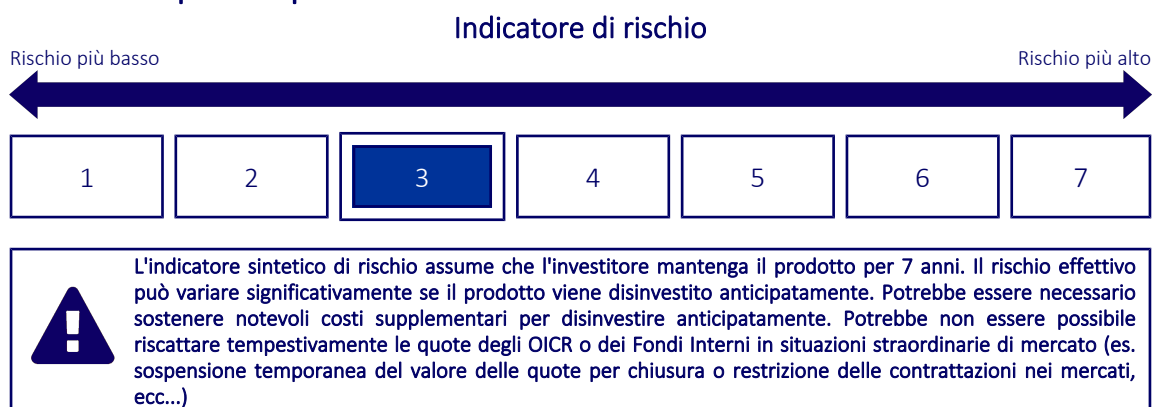 Indicatore di rischio
Rischio più basso
Rischio più alto
1 2 3 4 5 6 7
L'indicatore sintetico di rischio assume che l'investitore mantenga il prodotto per 7 anni. Il rischio effettivo
può variare significativamente se il prodotto viene disinvestito anticipatamente. Potrebbe essere necessario
sostenere notevoli costi supplementari per disinvestire anticipatamente. Potrebbe non essere possibile
riscattare tempestivamente le quote degli OICR o dei Fondi Interni in situazioni straordinarie di mercato (es.
sospensione temporanea del valore delle quote per chiusura o restrizione delle contrattazioni nei mercati,
ecc...)